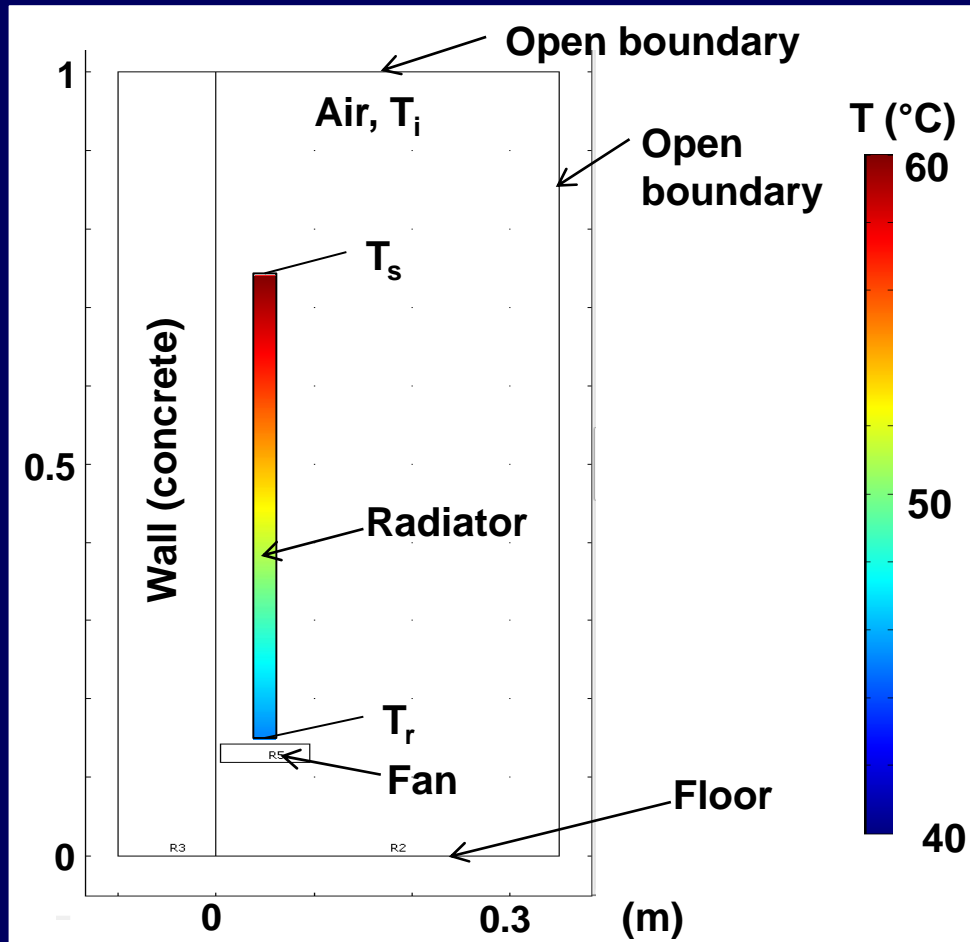 Open boundary
1
Air, Tᵢ
T (°C)
60
Open
boundary
Tₛ
Wall (concrete)
0.5
50
Radiator
Tᵣ
R5
Fan
Floor
40
R3
R2
0
0
0.3
(m)